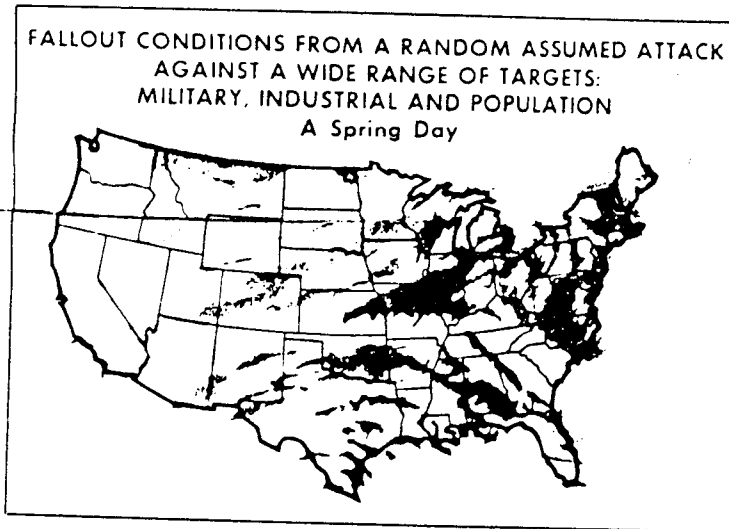 FALLOUT CONDITIONS FROM A RANDOM ASSUMED ATTACK
AGAINST A WIDE RANGE OF TARGETS:
MILITARY, INDUSTRIAL AND POPULATION
A Spring Day